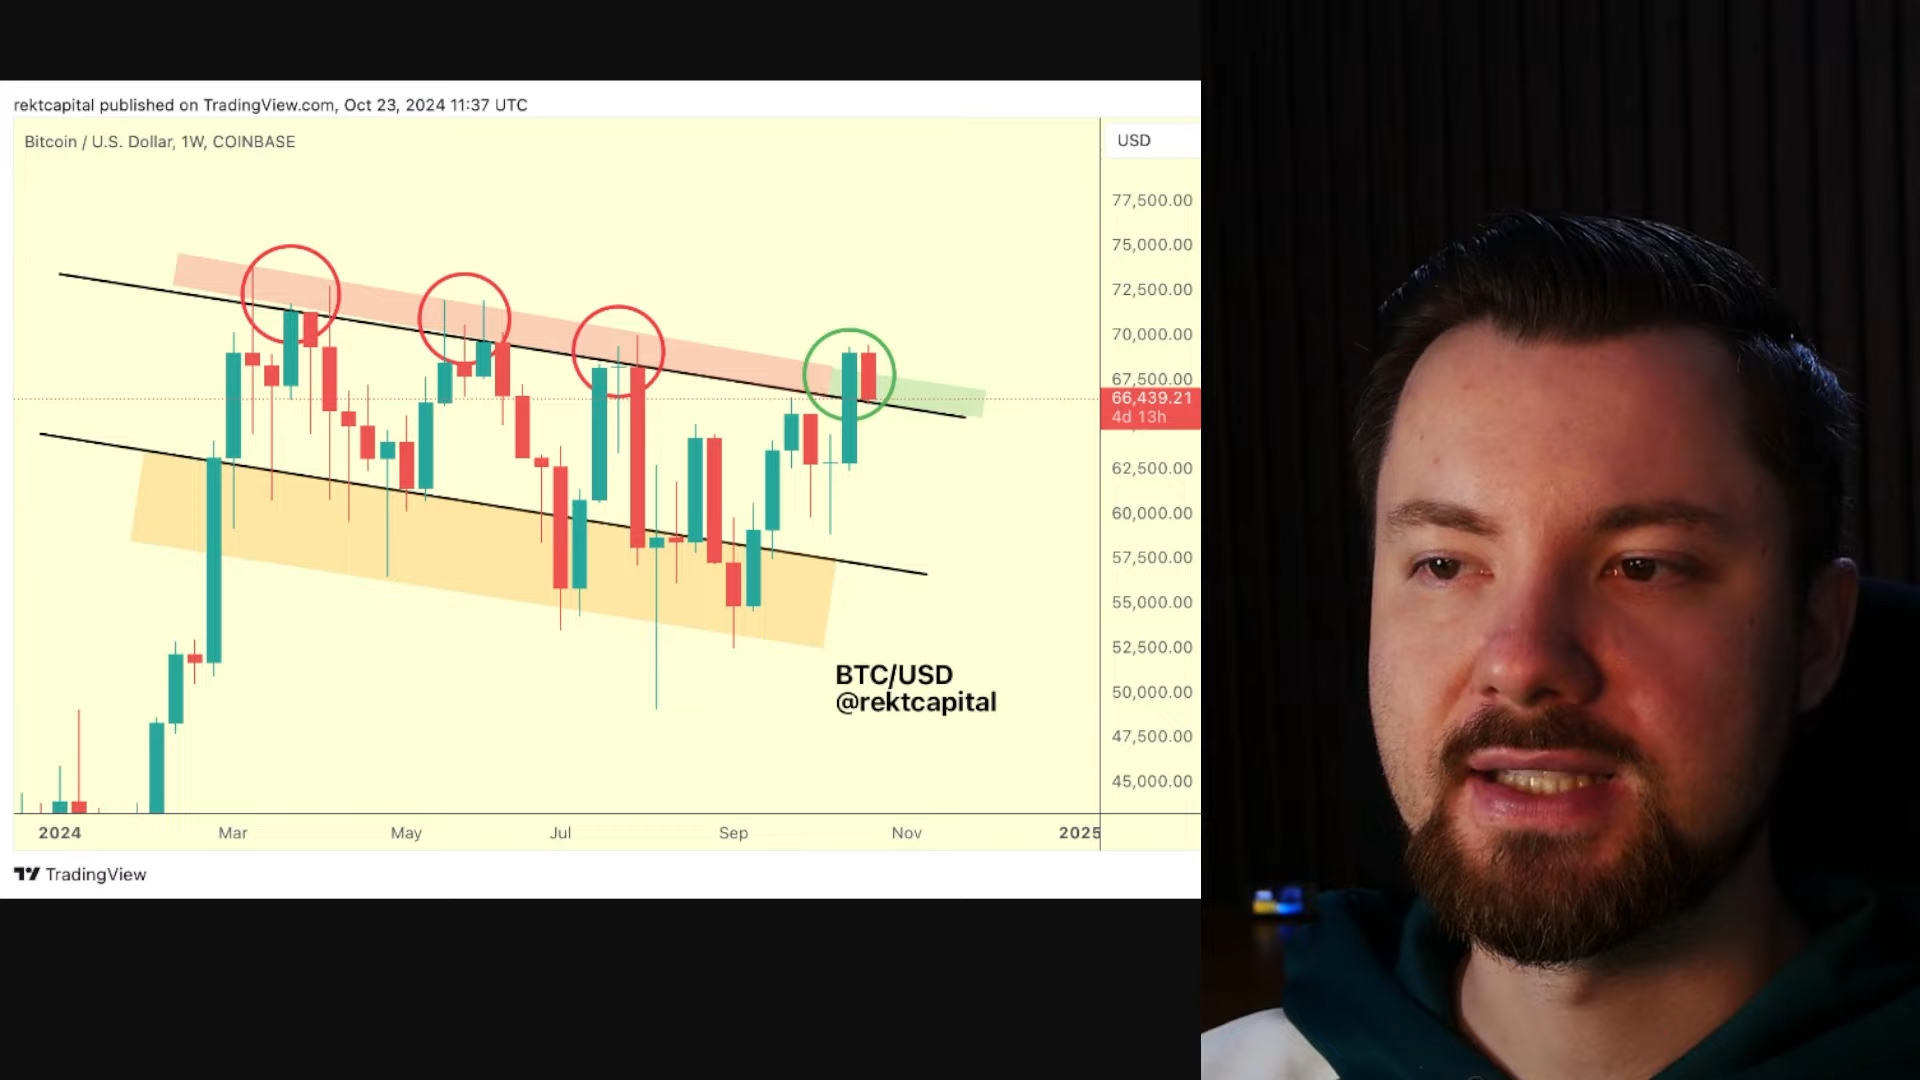 rektcapital published on TradingView.com, Oct 23, 2024 11:37 UTC
Bitcoin / U.S. Dollar, 1W, COINBASE
USD
77,500.00
75,000.00
72,500.00
70,000.00
67,500.00
66,439.21
4d 13h
62,500.00
60,000.00
57,500.00
55,000.00
52,500.00
50,000.00
47,500.00
45,000.00
BTC/USD
@rektcapital
2024 Mar May Jul Sep Nov 2025
TradingView